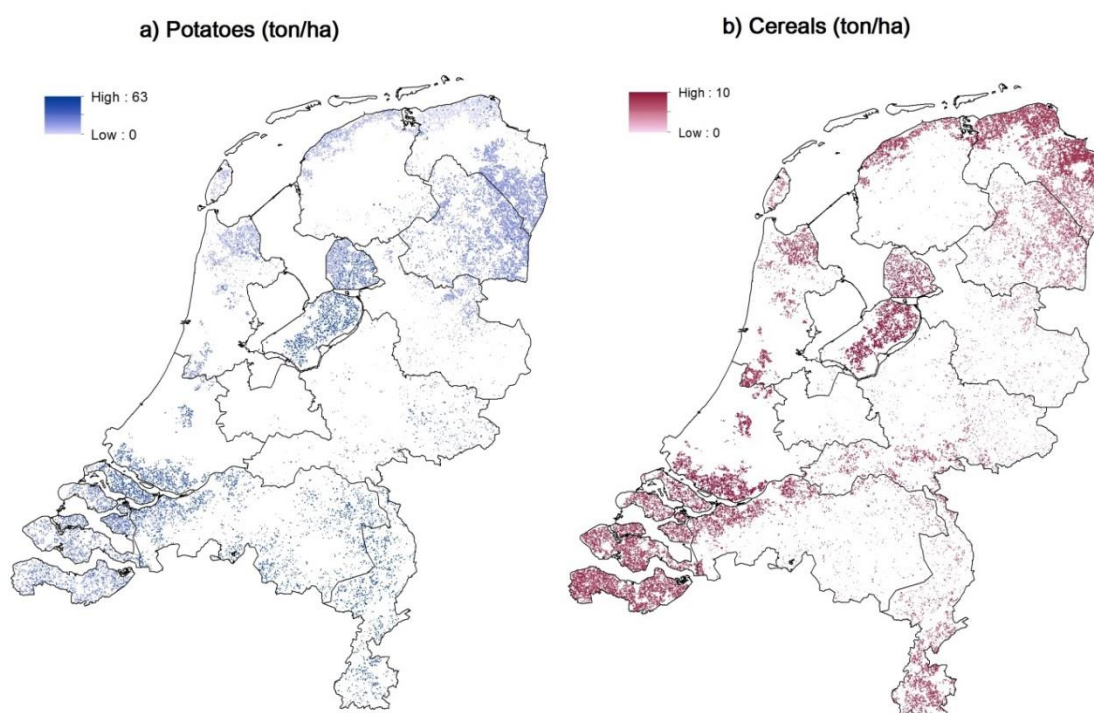 a) Potatoes (ton/ha)
High : 63
Low : 0
b) Cereals (ton/ha)
High : 10
Low : 0